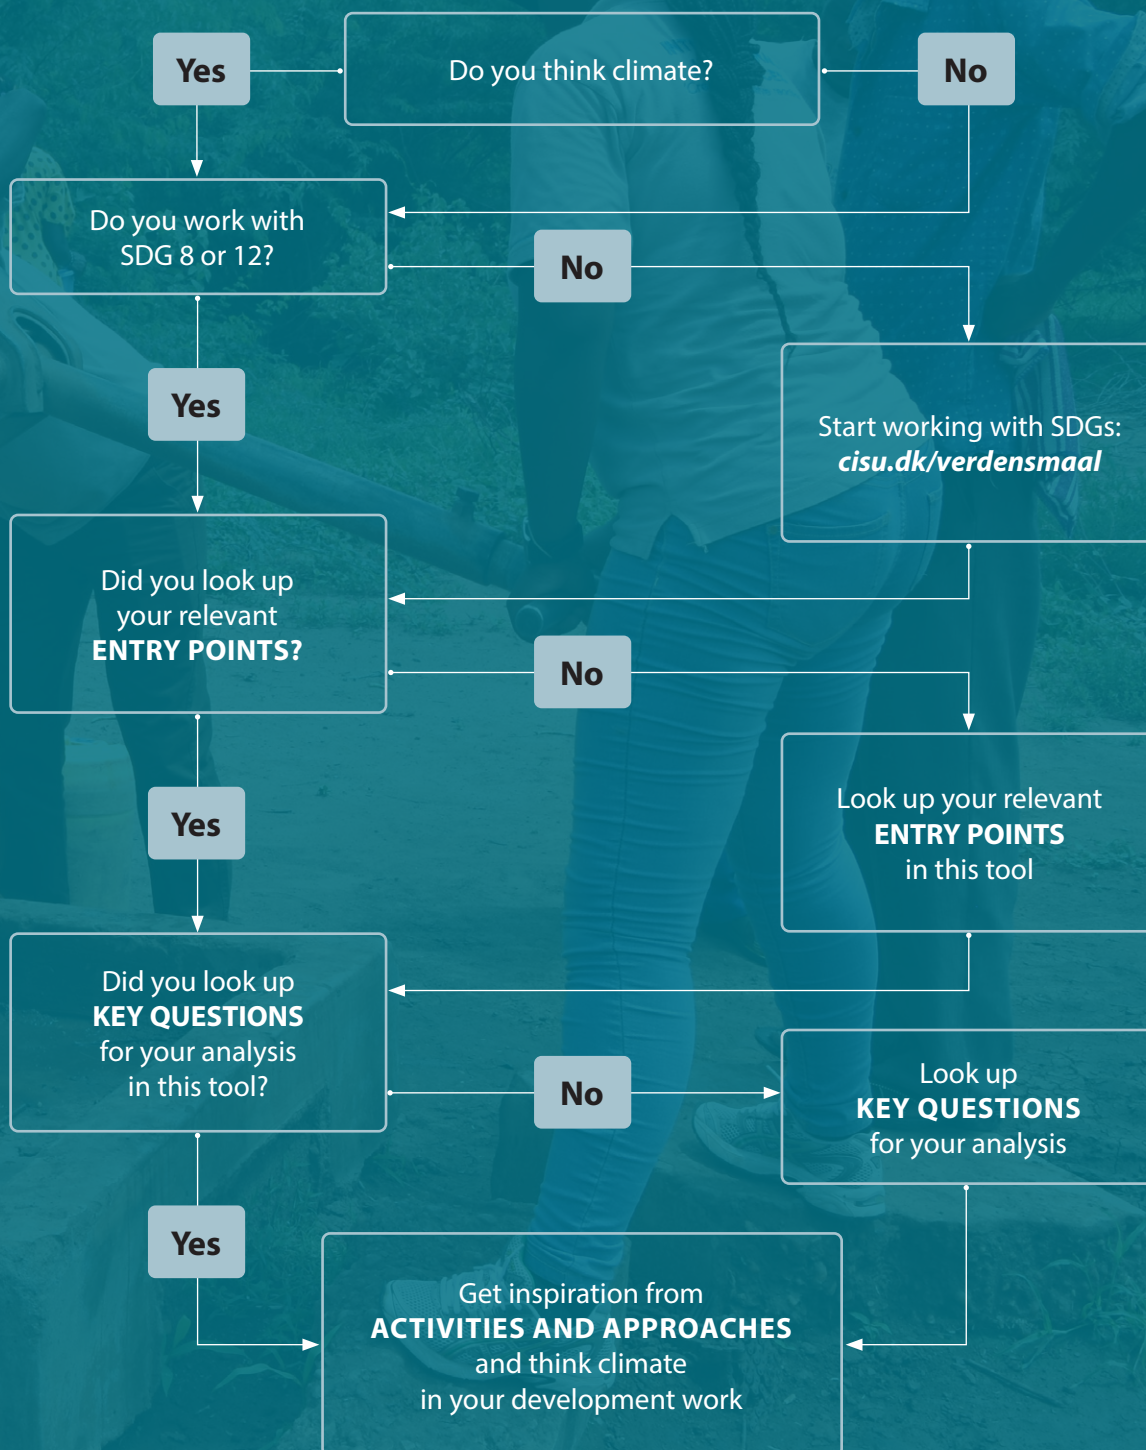 Yes
Do you think climate?
No
Do you work with
SDG 8 or 12?
No
Yes
Start working with SDGs:
cisu.dk/verdensmaal
Did you look up
your relevant
ENTRY POINTS?
No
Yes
Look up your relevant
ENTRY POINTS
in this tool
Did you look up
KEY QUESTIONS
for your analysis
in this tool?
No
Look up
KEY QUESTIONS
for your analysis
Yes
Get inspiration from
ACTIVITIES AND APPROACHES
and think climate
in your development work